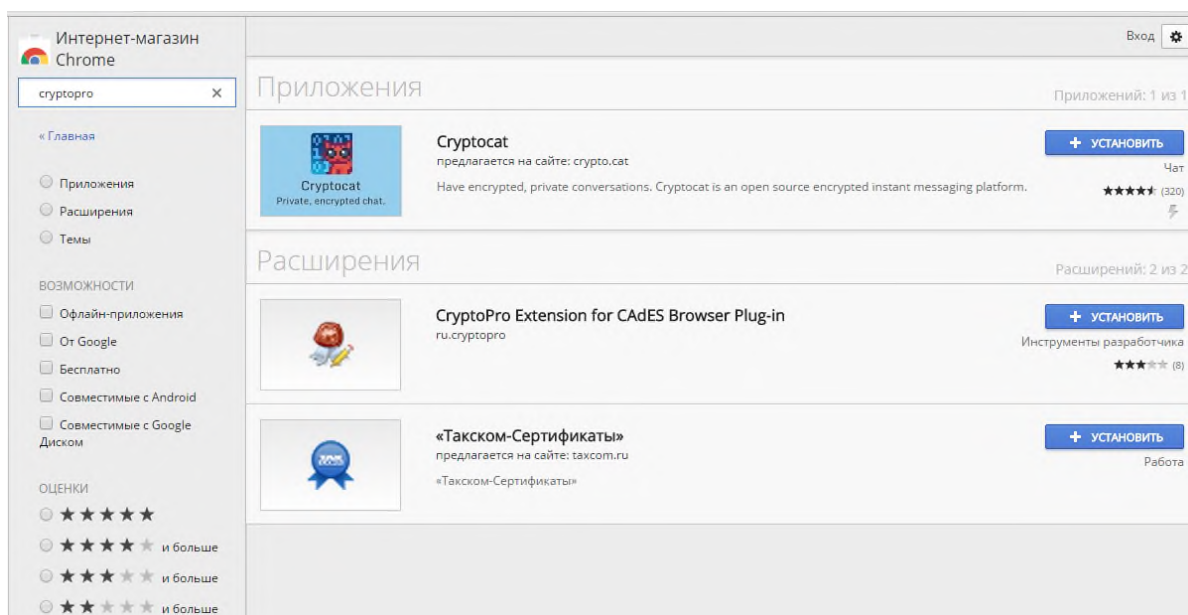 Интернет-магазин
Chrome
Вход
cryptopro
« Главная
Приложения
Расширения
Темы
ВОЗМОЖНОСТИ
Офлайн-приложения
От Google
Бесплатно
Совместимые с Android
Совместимые с Google
Диском
ОЦЕНКИ
и больше
и больше
и больше
Приложения
Приложений: 1 из 1
Cryptocat
Private, encrypted chat.
Cryptocat
предлагается на сайте: crypto.cat
Have encrypted, private conversations. Cryptocat is an open source encrypted instant messaging platform.
+ УСТАНОВИТЬ
Чат
(320)
Расширения
Расширений: 2 из 2
CryptoPro Extension for CAdES Browser Plug-in
ru.cryptopro
+ УСТАНОВИТЬ
Инструменты разработчика
(8)
«Такском-Сертификаты»
предлагается на сайте: taxcom.ru
«Такском-Сертификаты»
+ УСТАНОВИТЬ
Работа